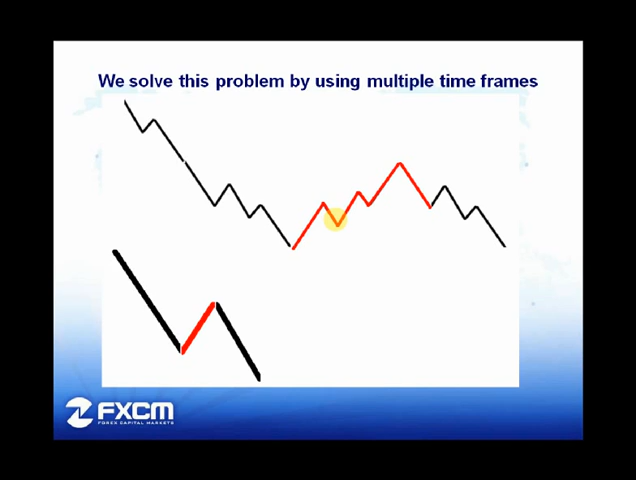 We solve this problem by using multiple time frames
FXCM
FOREX CAPITAL MARKETS